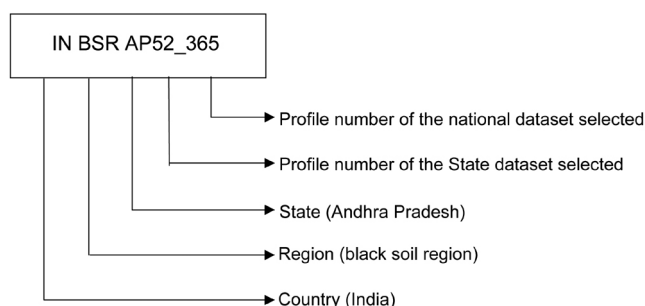 IN BSR AP52_365
Profile number of the national dataset selected
Profile number of the State dataset selected
State (Andhra Pradesh)
Region (black soil region)
Country (India)